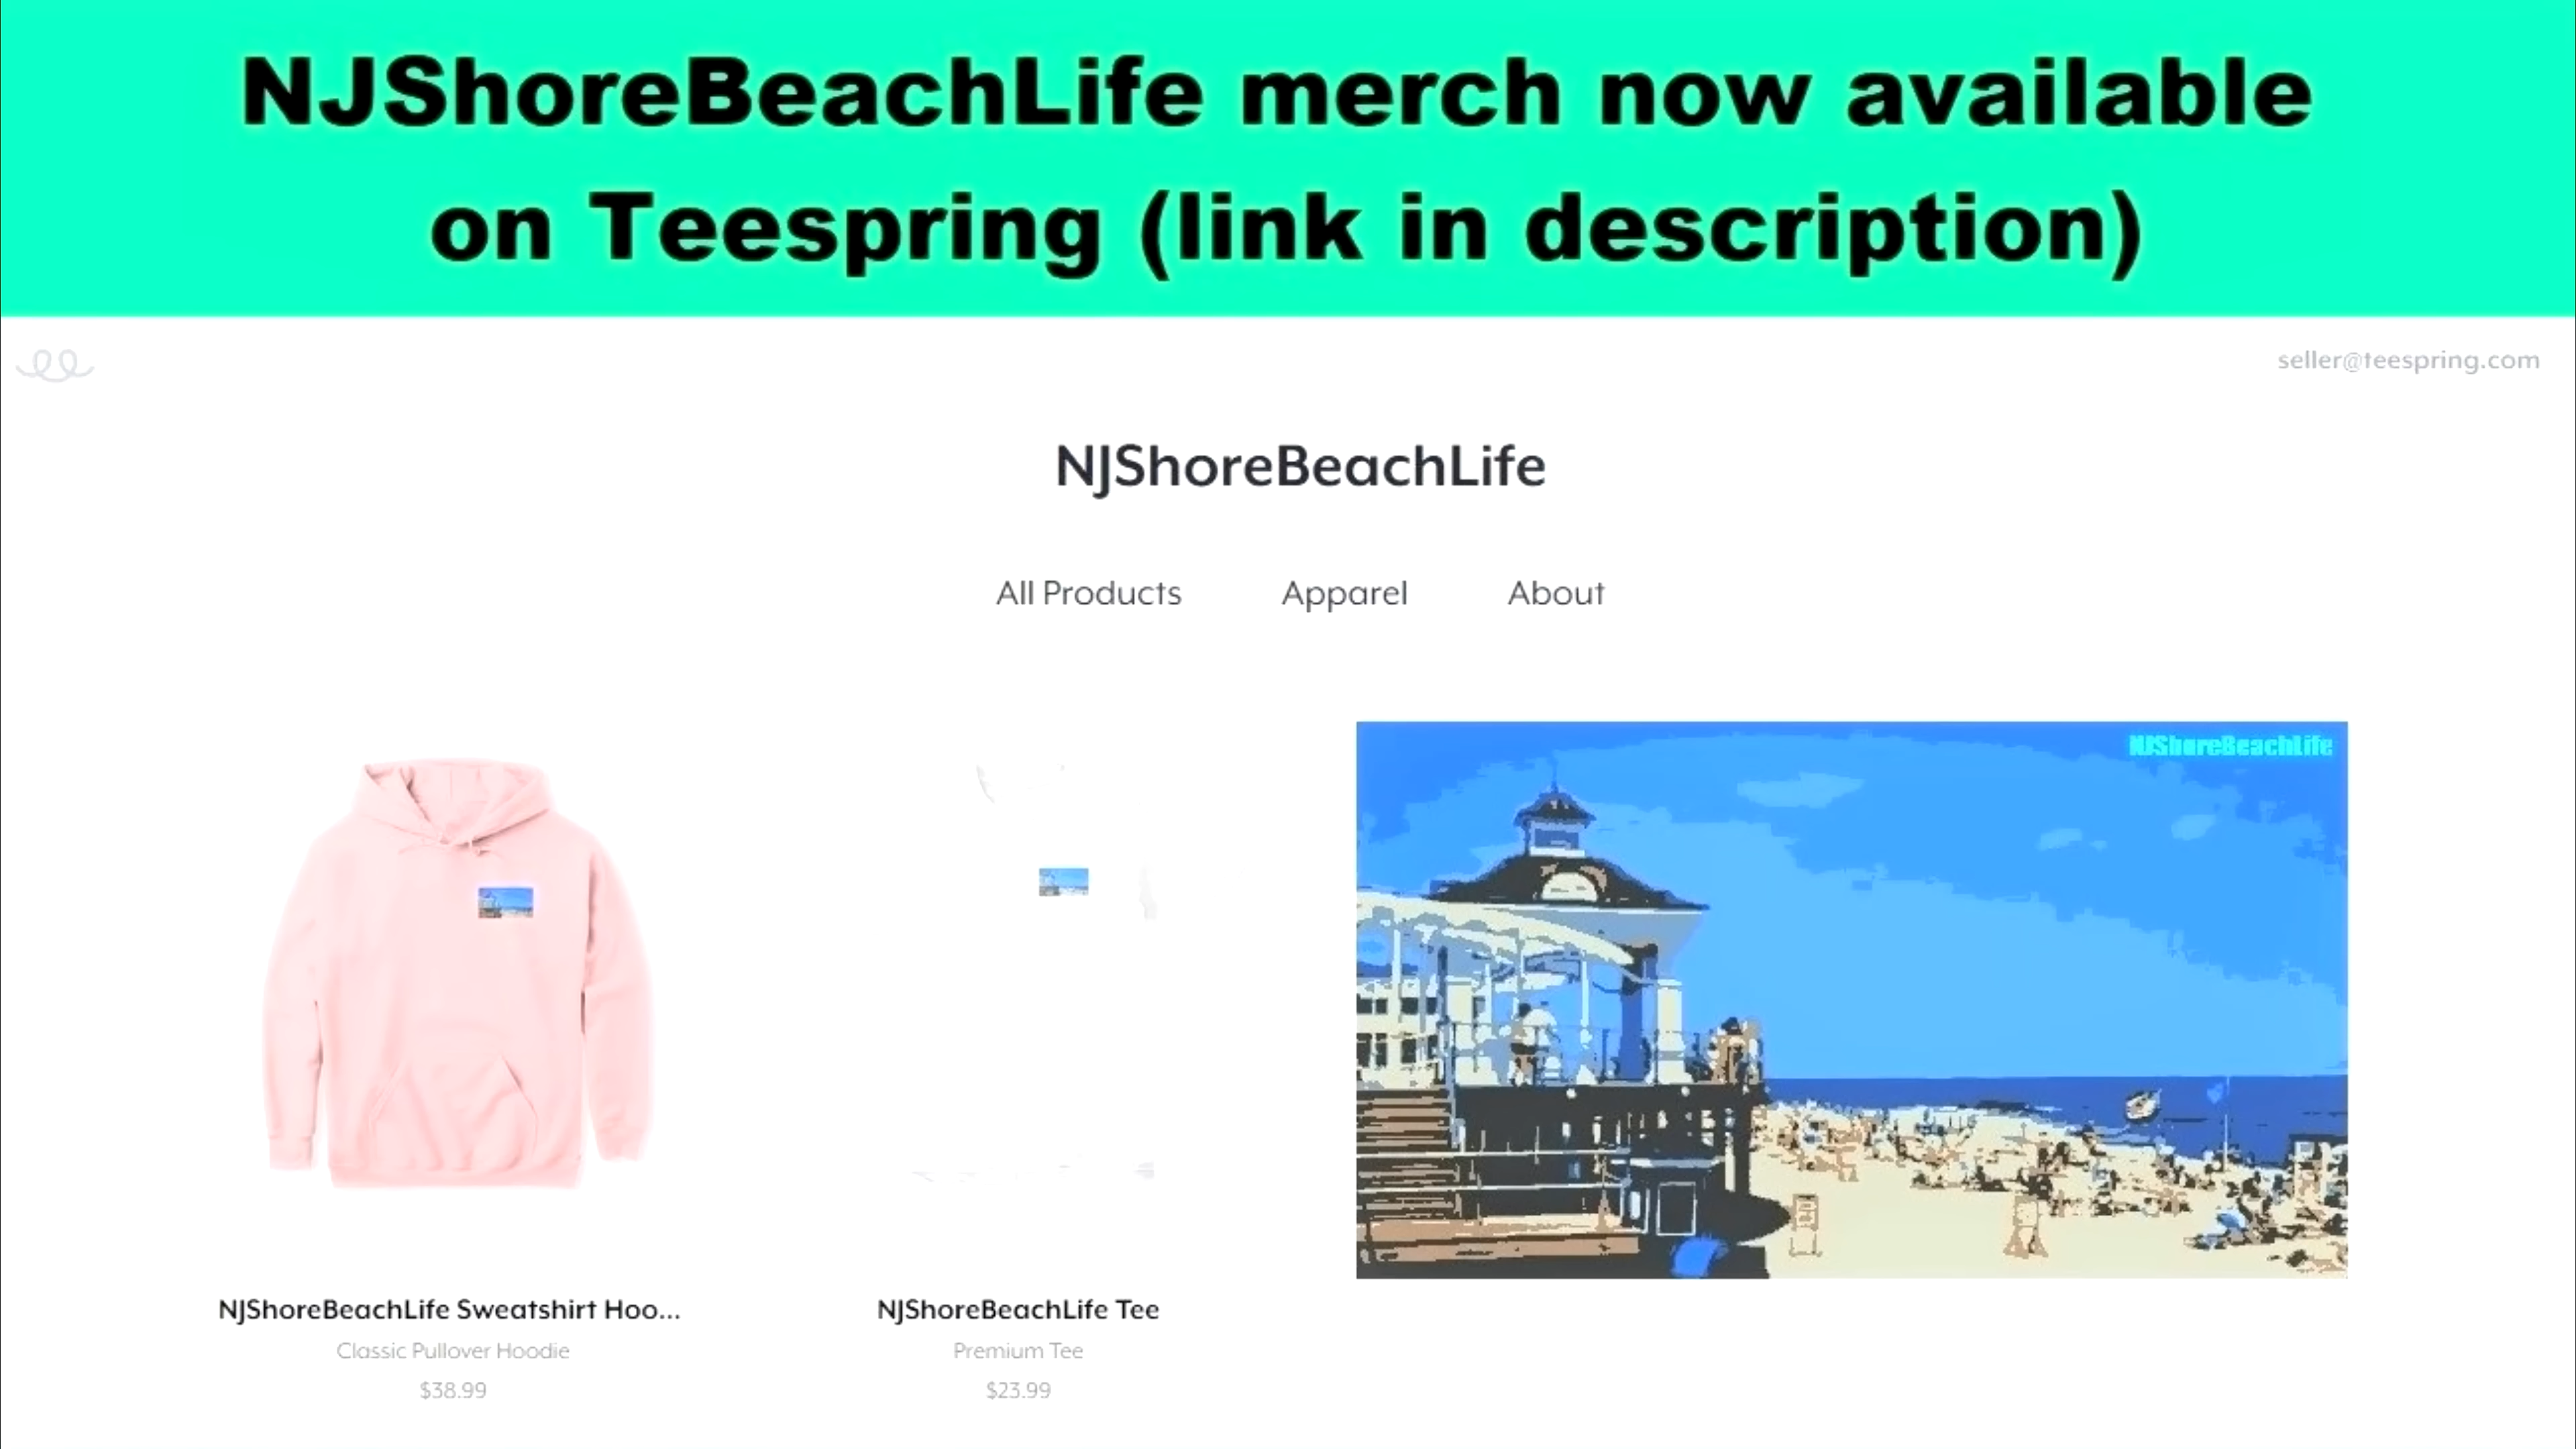 NJShoreBeachLife merch now available
on Teespring (link in description)
seller@teespring.com
NJShoreBeachLife
All Products
Apparel
About
NJShoreBeachLife
NJShoreBeachLife Sweatshirt Hoo...
Classic Pullover Hoodie
$38.99
NJShoreBeachLife Tee
Premium Tee
$23.99